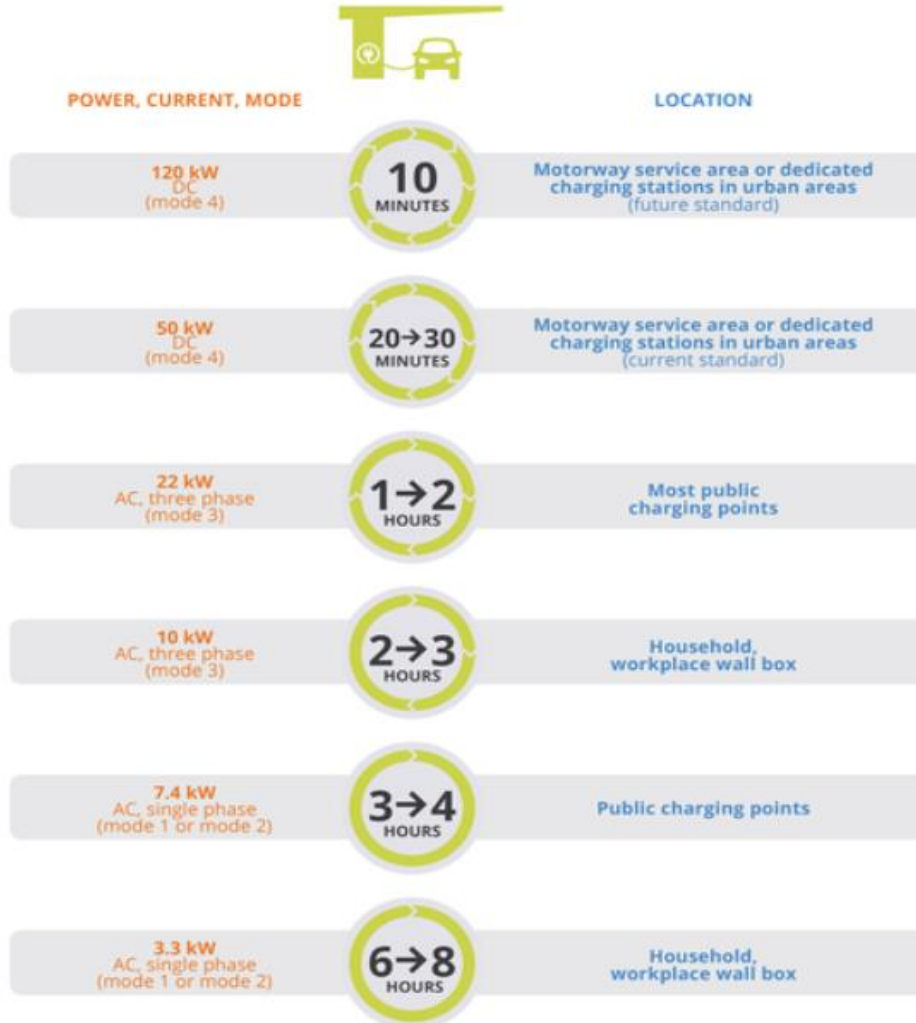 POWER, CURRENT, MODE
LOCATION
120 kW
DC
(mode 4)
10
MINUTES
Motorway service area or dedicated
charging stations in urban areas
(future standard)
50 kW
DC
(mode 4)
20→30
MINUTES
Motorway service area or dedicated
charging stations in urban areas
(current standard)
22 kW
AC, three phase
(mode 3)
1→2
HOURS
Most public
charging points
10 kW
AC, three phase
(mode 3)
2→3
HOURS
Household,
workplace wall box
7.4 kW
AC, single phase
(mode 1 or mode 2)
3→4
HOURS
Public charging points
3.3 kW
AC, single phase
(mode 1 or mode 2)
6→8
HOURS
Household,
workplace wall box